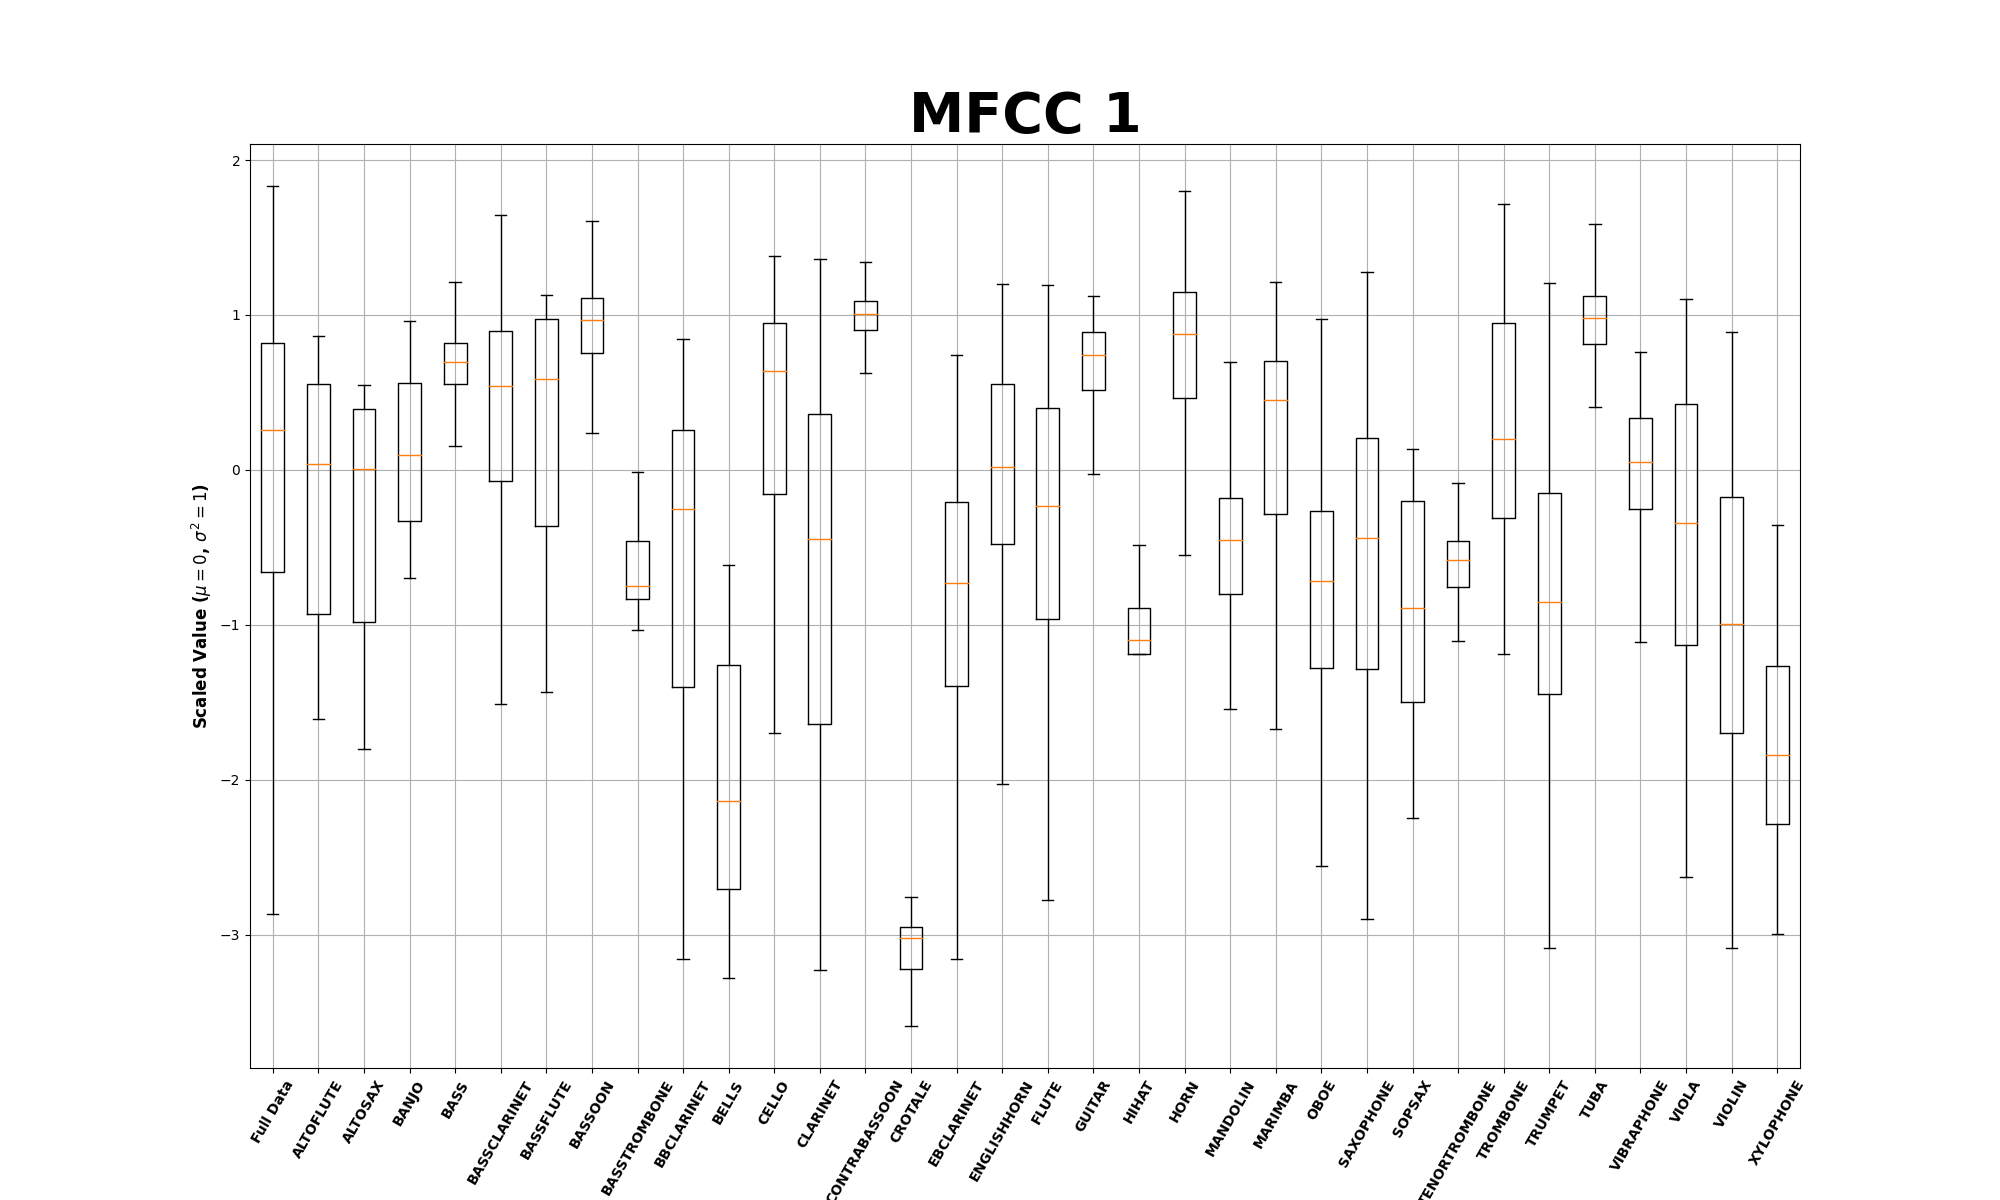 MFCC 1
Scaled Value (μ = 0, σ² = 1)
2
1
0
−1
−2
−3
Full Data
ALTOFLUTE
ALTOSAX
BANJO
BASS
BASSCLARINET
BASSFLUTE
BASSOON
BASSTROMBONE
BBCLARINET
BELLS
CELLO
CLARINET
CONTRABASSOON
CROTALE
EBCLARINET
ENGLISHHORN
FLUTE
GUITAR
HIHAT
HORN
MANDOLIN
MARIMBA
OBOE
SAXOPHONE
SOPSAX
TENORTROMBONE
TROMBONE
TRUMPET
TUBA
VIBRAPHONE
VIOLA
VIOLIN
XYLOPHONE